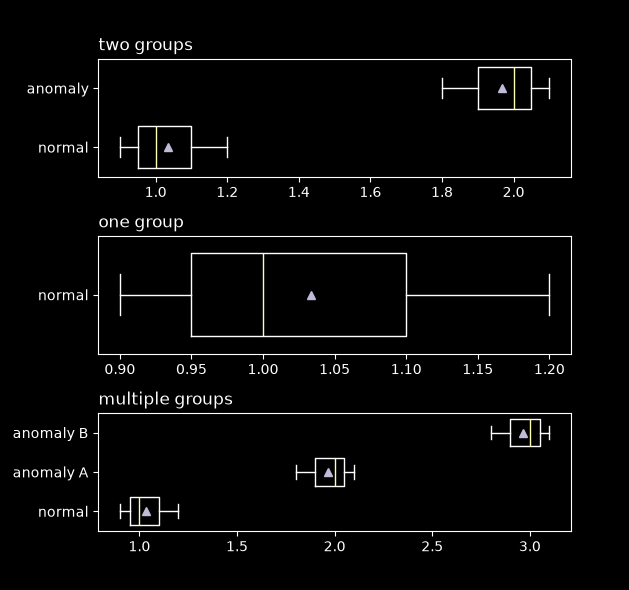 two groups
anomaly
normal
1.0 1.2 1.4 1.6 1.8 2.0
one group
normal
0.90 0.95 1.00 1.05 1.10 1.15 1.20
multiple groups
anomaly B
anomaly A
normal
1.0 1.5 2.0 2.5 3.0